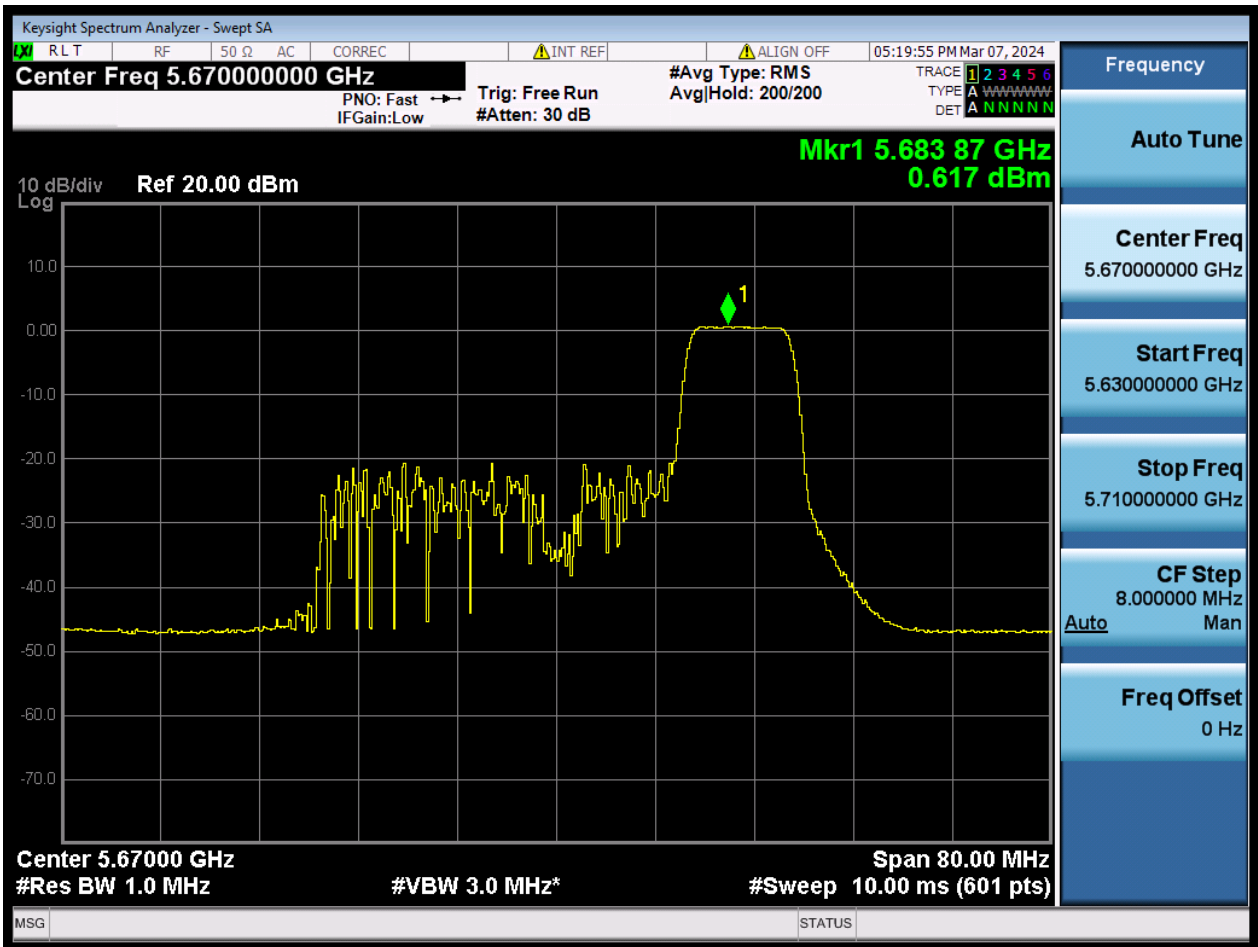 Keysight Spectrum Analyzer - Swept SA
LXI RLT RF 50 Ω AC CORREC INT REF ALIGN OFF 05:19:55 PM Mar 07, 2024
Center Freq 5.670000000 GHz
PNO: Fast
IFGain:Low
Trig: Free Run
#Atten: 30 dB
#Avg Type: RMS
Avg|Hold: 200/200
TRACE 1 2 3 4 5 6
TYPE A WWWWW
DET A N N N N N
Mkr1 5.683 87 GHz
0.617 dBm
10 dB/div Ref 20.00 dBm
Log
10.0
0.00
-10.0
-20.0
-30.0
-40.0
-50.0
-60.0
-70.0
1
Center 5.67000 GHz Span 80.00 MHz
#Res BW 1.0 MHz #VBW 3.0 MHz* #Sweep 10.00 ms (601 pts)
MSG STATUS
Frequency
Auto Tune
Center Freq
5.670000000 GHz
Start Freq
5.630000000 GHz
Stop Freq
5.710000000 GHz
CF Step
8.000000 MHz
Auto Man
Freq Offset
0 Hz